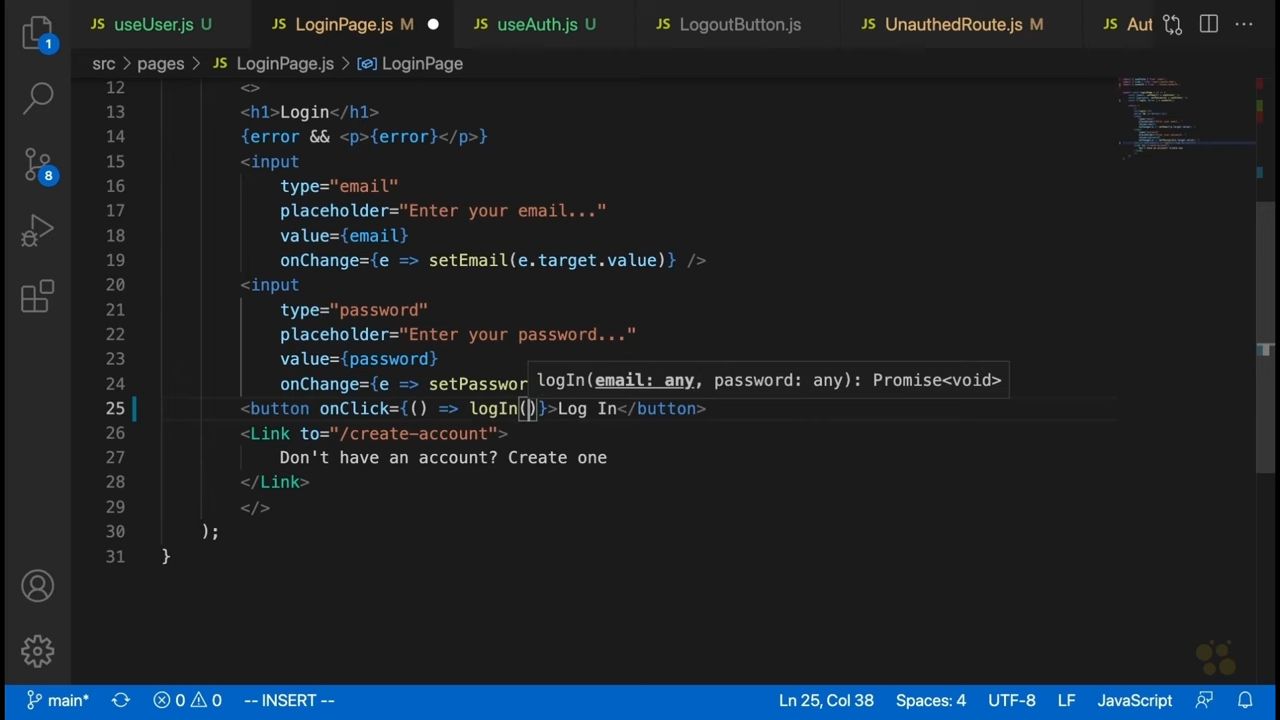 JS useUser.js U JS LoginPage.js M JS useAuth.js U JS LogoutButton.js JS UnauthedRoute.js M JS Aut
1
src > pages > JS LoginPage.js > LoginPage
12 <>
13 <h1>Login</h1>
14 {error && <p>{error}</p>}
15 <input
16 type="email"
8
17 placeholder="Enter your email..."
18 value={email}
19 onChange={e => setEmail(e.target.value)} />
20 <input
21 type="password"
22 placeholder="Enter your password..."
23 value={password}
logIn(email: any, password: any): Promise<void>
24 onChange={e => setPasswor
25 <button onClick={() => logIn()}>Log In</button>
26 <Link to="/create-account">
27 Don't have an account? Create one
28 </Link>
29 </>
30 );
31 }
main* 0 0 -- INSERT -- Ln 25, Col 38 Spaces: 4 UTF-8 LF JavaScript